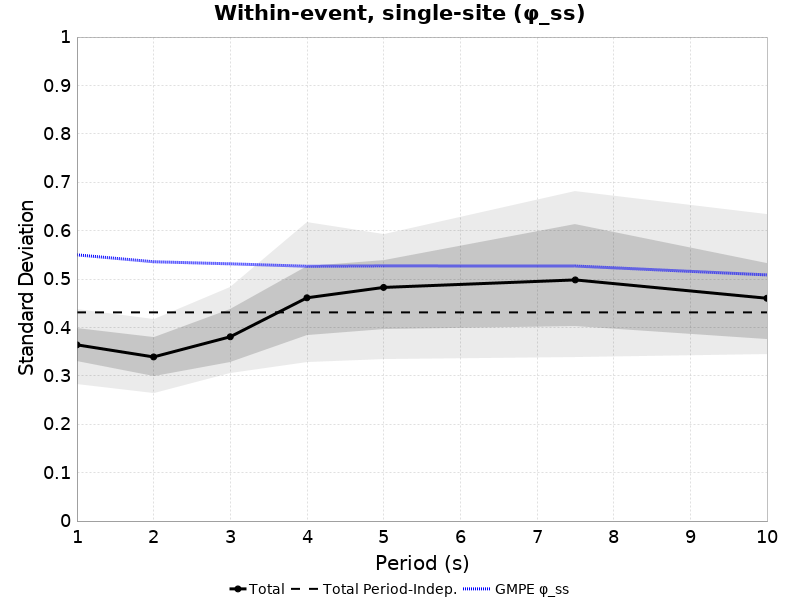 Within-event, single-site (φ_ss)
1
0.9
0.8
0.7
0.6
0.5
0.4
0.3
0.2
0.1
0
Standard Deviation
1 2 3 4 5 6 7 8 9 10
Period (s)
Total Total Period-Indep. GMPE φ_ss